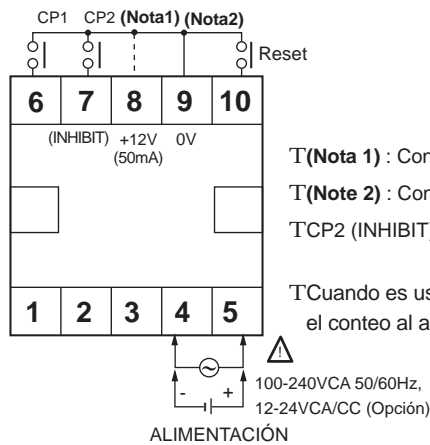 CP1 CP2 (Nota1) (Nota2)
Reset
6 7 8 9 10
(INHIBIT) +12V 0V
(50mA)
T(Nota 1) : Con
T(Note 2) : Con
TCP2 (INHIBIT)
TCuando es us
el conteo al a
1 2 3 4 5
- +
100-240VCA 50/60Hz,
12-24VCA/CC (Opción)
ALIMENTACIÓN